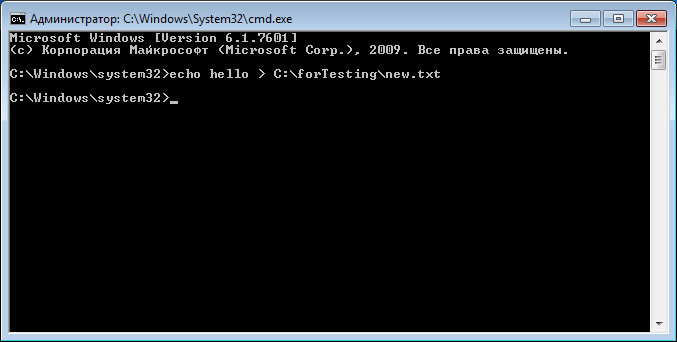 Администратор: C:\Windows\System32\cmd.exe
Microsoft Windows [Version 6.1.7601]
(c) Корпорация Майкрософт (Microsoft Corp.), 2009. Все права защищены.
C:\Windows\system32>echo hello > C:\forTesting\new.txt
C:\Windows\system32>_